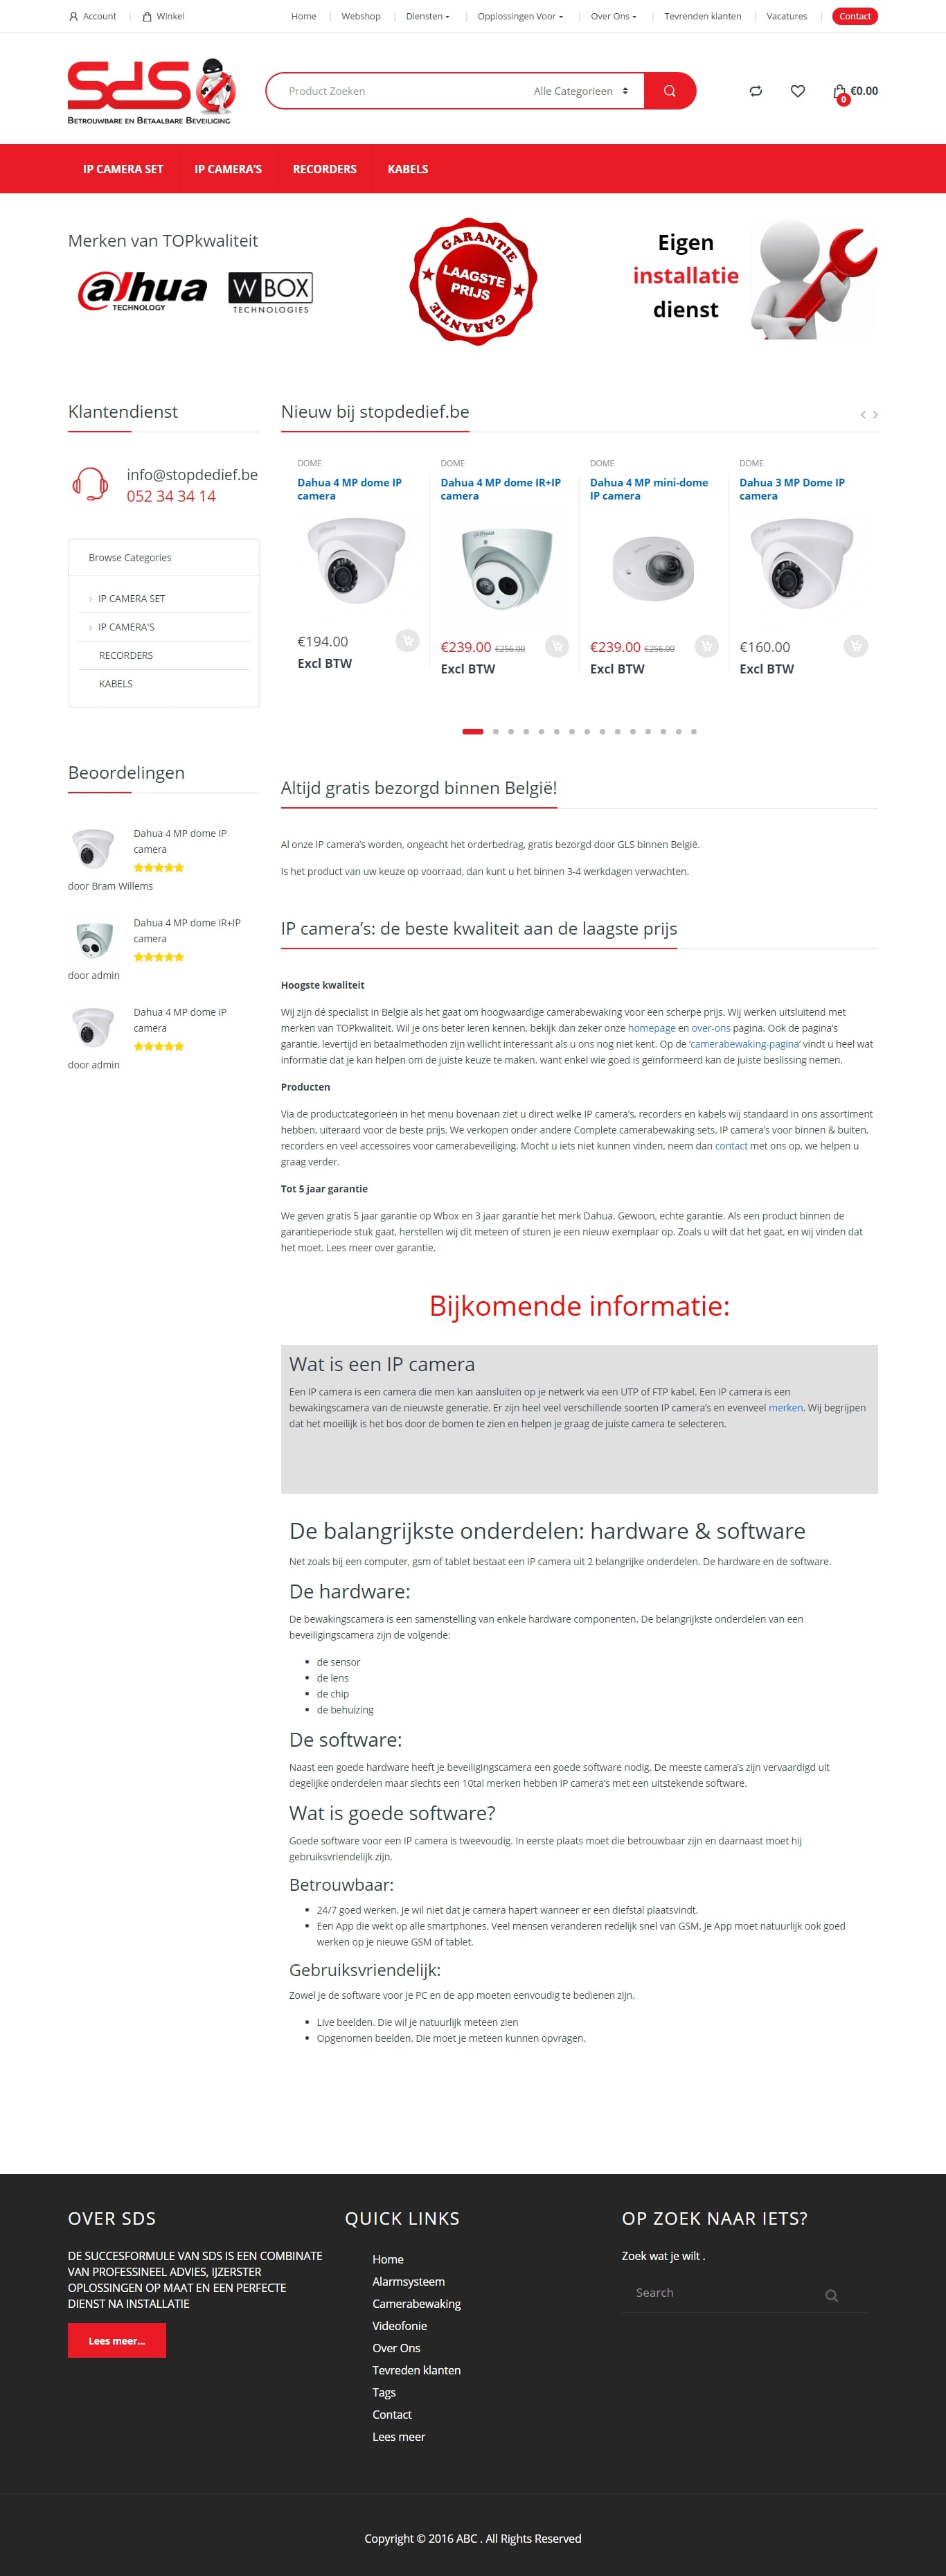 Account
Winkel
Home
Webshop
Diensten
Opplossingen Voor
Over Ons
Tevrenden klanten
Vacatures
Contact
SDS
BETROUWBARE EN BETAALBARE BEVEILIGING
Product Zoeken
Alle Categorieen
0
€0.00
IP CAMERA SET
IP CAMERA'S
RECORDERS
KABELS
Merken van TOPkwaliteit
alhua
TECHNOLOGY
WBOX
TECHNOLOGIES
GARANTIE
LAAGSTE
PRIJS
GARANTIE
Eigen
installatie
dienst
Klantendienst
info@stopdedief.be
052 34 34 14
Browse Categories
IP CAMERA SET
IP CAMERA'S
RECORDERS
KABELS
Nieuw bij stopdedief.be
DOME
Dahua 4 MP dome IP
camera
€194.00
Excl BTW
DOME
Dahua 4 MP dome IR+IP
camera
€239.00 €256.00
Excl BTW
DOME
Dahua 4 MP mini-dome
IP camera
€239.00 €256.00
Excl BTW
DOME
Dahua 3 MP Dome IP
camera
€160.00
Excl BTW
Beoordelingen
Dahua 4 MP dome IP
camera
door Bram Willems
Dahua 4 MP dome IR+IP
camera
door admin
Dahua 4 MP dome IP
camera
door admin
Altijd gratis bezorgd binnen België!
Al onze IP camera's worden, ongeacht het orderbedrag, gratis bezorgd door GLS binnen België.
Is het product van uw keuze op voorraad, dan kunt u het binnen 3-4 werkdagen verwachten.
IP camera's: de beste kwaliteit aan de laagste prijs
Hoogste kwaliteit
Wij zijn dé specialist in België als het gaat om hoogwaardige camerabewaking voor een scherpe prijs. Wij werken uitsluitend met
merken van TOPkwaliteit. Wil je ons beter leren kennen, bekijk dan zeker onze homepage en over-ons pagina. Ook de pagina's
garantie, levertijd en betaalmethoden zijn wellicht interessant als u ons nog niet kent. Op de 'camerabewaking-pagina' vindt u heel wat
informatie dat je kan helpen om de juiste keuze te maken. want enkel wie goed is geïnformeerd kan de juiste beslissing nemen.
Producten
Via de productcategorieën in het menu bovenaan ziet u direct welke IP camera's, recorders en kabels wij standaard in ons assortiment
hebben, uiteraard voor de beste prijs. We verkopen onder andere Complete camerabewaking sets, IP camera's voor binnen & buiten,
recorders en veel accessoires voor camerabeveiliging. Mocht u iets niet kunnen vinden, neem dan contact met ons op, we helpen u
graag verder.
Tot 5 jaar garantie
We geven gratis 5 jaar garantie op Wbox en 3 jaar garantie het merk Dahua. Gewoon, echte garantie. Als een product binnen de
garantieperiode stuk gaat, herstellen wij dit meteen of sturen je een nieuw exemplaar op. Zoals u wilt dat het gaat, en wij vinden dat
het moet. Lees meer over garantie.
Bijkomende informatie:
Wat is een IP camera
Een IP camera is een camera die men kan aansluiten op je netwerk via een UTP of FTP kabel. Een IP camera is een
bewakingscamera van de nieuwste generatie. Er zijn heel veel verschillende soorten IP camera's en evenveel merken. Wij begrijpen
dat het moeilijk is het bos door de bomen te zien en helpen je graag de juiste camera te selecteren.
De balangrijkste onderdelen: hardware & software
Net zoals bij een computer, gsm of tablet bestaat een IP camera uit 2 belangrijke onderdelen. De hardware en de software.
De hardware:
De bewakingscamera is een samenstelling van enkele hardware componenten. De belangrijkste onderdelen van een
beveiligingscamera zijn de volgende:
de sensor
de lens
de chip
de behuizing
De software:
Naast een goede hardware heeft je beveiligingscamera een goede software nodig. De meeste camera's zijn vervaardigd uit
degelijke onderdelen maar slechts een 10tal merken hebben IP camera's met een uitstekende software.
Wat is goede software?
Goede software voor een IP camera is tweevoudig. In eerste plaats moet die betrouwbaar zijn en daarnaast moet hij
gebruiksvriendelijk zijn.
Betrouwbaar:
24/7 goed werken. Je wil niet dat je camera hapert wanneer er een diefstal plaatsvindt.
Een App die wekt op alle smartphones. Veel mensen veranderen redelijk snel van GSM. Je App moet natuurlijk ook goed
werken op je nieuwe GSM of tablet.
Gebruiksvriendelijk:
Zowel je de software voor je PC en de app moeten eenvoudig te bedienen zijn.
Live beelden. Die wil je natuurlijk meteen zien
Opgenomen beelden. Die moet je meteen kunnen opvragen.
OVER SDS
DE SUCCESFORMULE VAN SDS IS EEN COMBINATE
VAN PROFESSINEEL ADVIES, IJZERSTER
OPLOSSINGEN OP MAAT EN EEN PERFECTE
DIENST NA INSTALLATIE
Lees meer...
QUICK LINKS
Home
Alarmsysteem
Camerabewaking
Videofonie
Over Ons
Tevreden klanten
Tags
Contact
Lees meer
OP ZOEK NAAR IETS?
Zoek wat je wilt .
Search
Copyright © 2016 ABC . All Rights Reserved